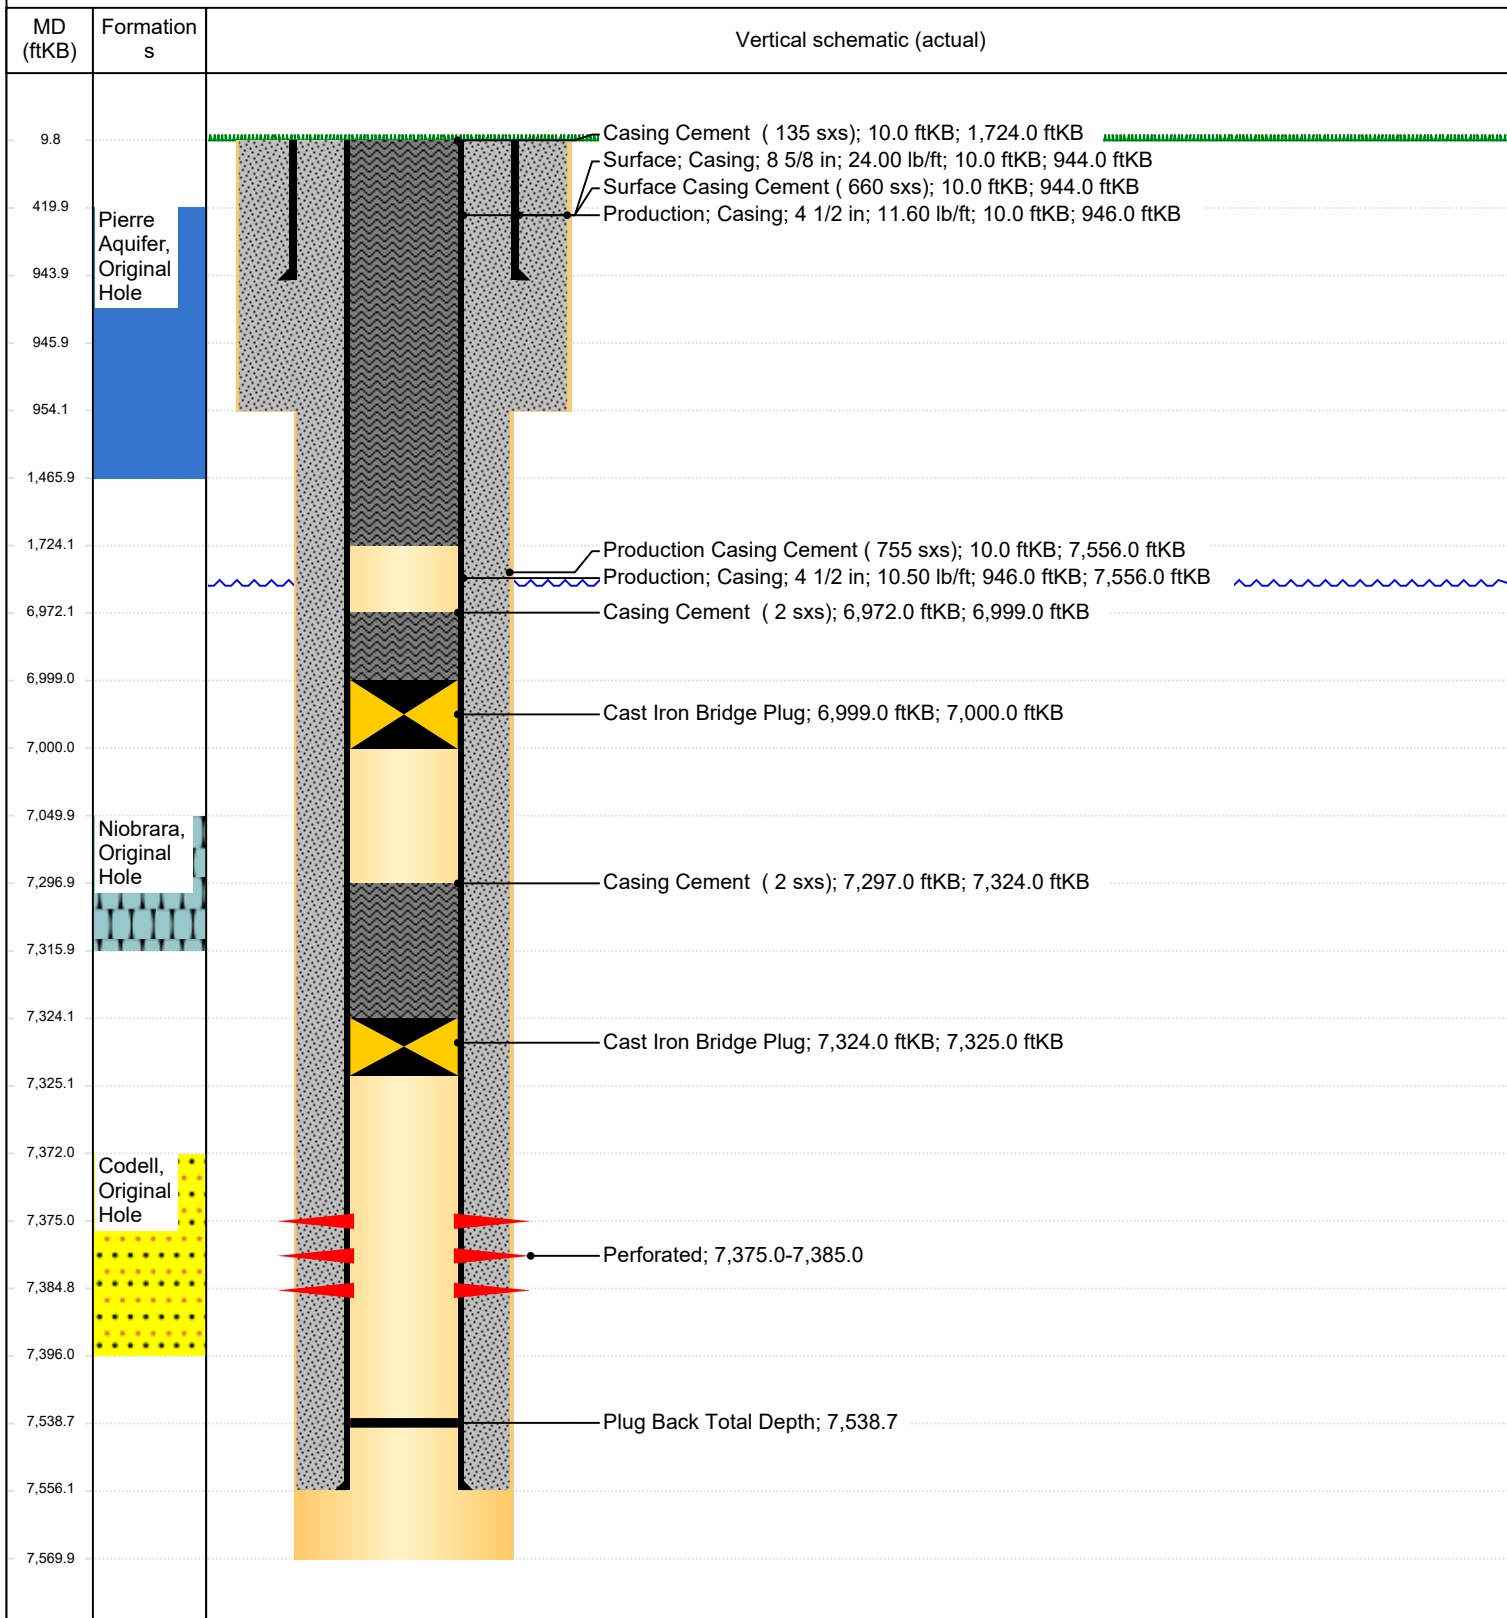 MD
(ftKB)
Formation
s
Vertical schematic (actual)
9.8
Casing Cement ( 135 sxs); 10.0 ftKB; 1,724.0 ftKB
Surface; Casing; 8 5/8 in; 24.00 lb/ft; 10.0 ftKB; 944.0 ftKB
Surface Casing Cement ( 660 sxs); 10.0 ftKB; 944.0 ftKB
419.9
Production; Casing; 4 1/2 in; 11.60 lb/ft; 10.0 ftKB; 946.0 ftKB
Pierre
Aquifer,
Original
Hole
943.9
945.9
954.1
1,465.9
1,724.1
Production Casing Cement ( 755 sxs); 10.0 ftKB; 7,556.0 ftKB
Production; Casing; 4 1/2 in; 10.50 lb/ft; 946.0 ftKB; 7,556.0 ftKB
6,972.1
Casing Cement ( 2 sxs); 6,972.0 ftKB; 6,999.0 ftKB
6,999.0
Cast Iron Bridge Plug; 6,999.0 ftKB; 7,000.0 ftKB
7,000.0
7,049.9
Niobrara,
Original
Hole
7,296.9
Casing Cement ( 2 sxs); 7,297.0 ftKB; 7,324.0 ftKB
7,315.9
7,324.1
Cast Iron Bridge Plug; 7,324.0 ftKB; 7,325.0 ftKB
7,325.1
7,372.0
Codell,
Original
Hole
7,375.0
Perforated; 7,375.0-7,385.0
7,384.8
7,396.0
7,538.7
Plug Back Total Depth; 7,538.7
7,556.1
7,569.9